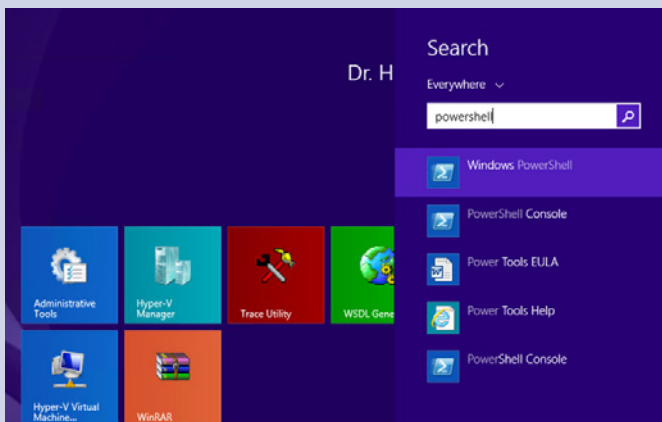 Search
Dr. H
Everywhere
powershell
Windows PowerShell
PowerShell Console
Power Tools EULA
Power Tools Help
PowerShell Console
Administrative
Tools
Hyper-V
Manager
Trace Utility
WSDL Gene
Hyper-V Virtual
Machine...
WinRAR